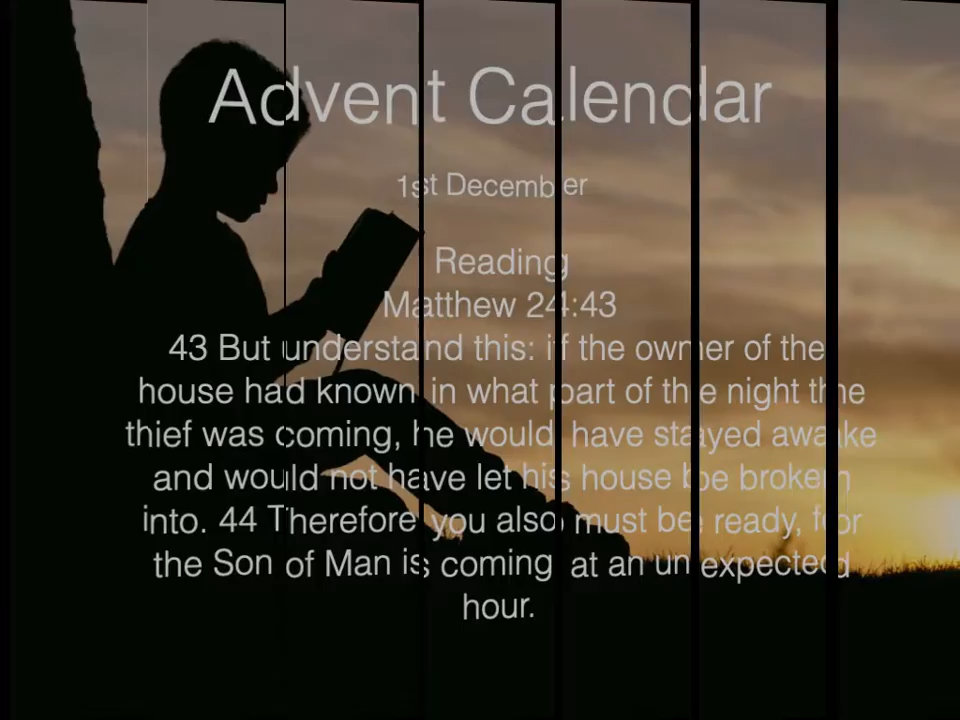 Advent Calendar
1st December
Reading
Matthew 24:43
43 But understand this: if the owner of the
house had known in what part of the night the
thief was coming, he would have stayed awake
and would not have let his house be broken
into. 44 Therefore you also must be ready, for
the Son of Man is coming at an unexpected
hour.